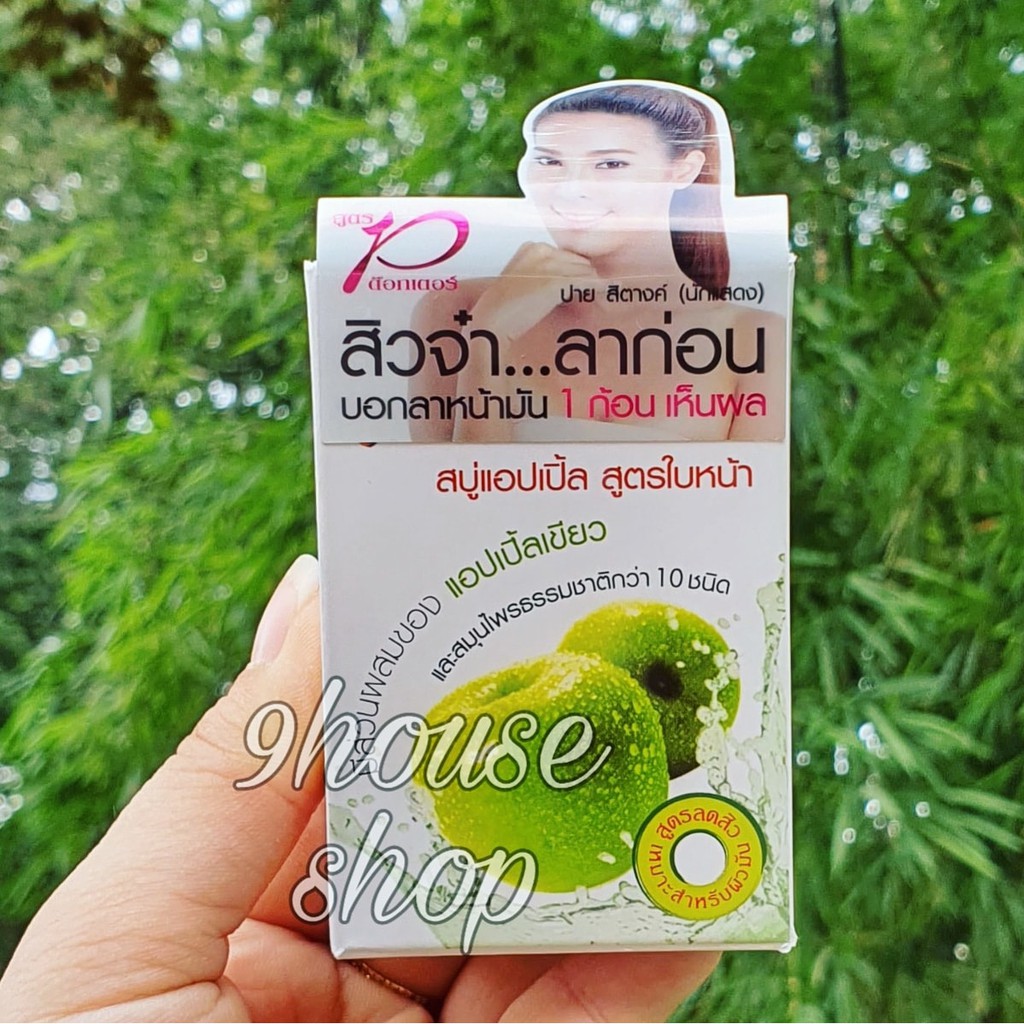 สูตร
ด๊อกเตอร์
ปาย สิตางค์ (นักแสดง)
สิวจ๋า...ลาก่อน
บอกลาหน้ามัน 1 ก้อน เห็นผล
สบู่แอปเปิ้ล สูตรใบหน้า
มีส่วนผสมของ แอปเปิ้ลเขียว
และสมุนไพรธรรมชาติกว่า 10 ชนิด
สูตรลดสิว
เหมาะสำหรับผิวมัน
9house
shop